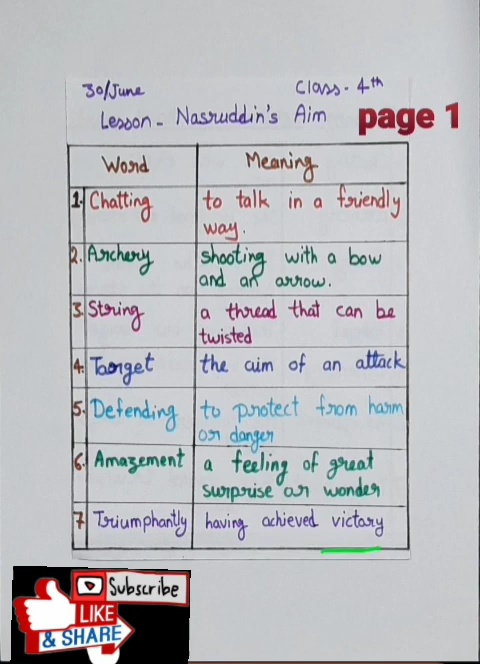 30/June Class - 4th
Lesson - Nasruddin's Aim
page 1
Word Meaning
1. Chatting to talk in a friendly
way.
2. Archery shooting with a bow
and an arrow.
3. String a thread that can be
twisted
4. Target the aim of an attack
5. Defending to protect from harm
or danger
6. Amazement a feeling of great
surprise or wonder
7 Triumphantly having achieved victory
Subscribe
LIKE
& SHARE